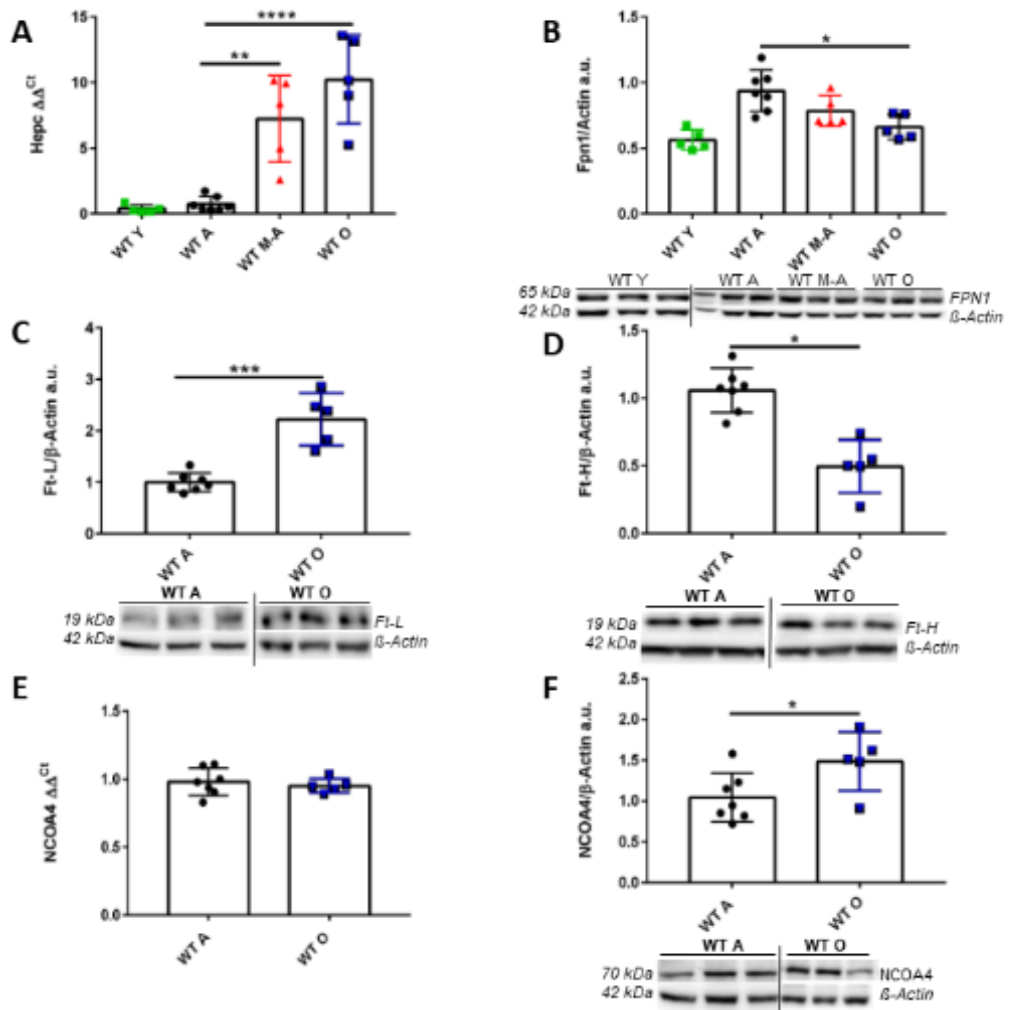 A
Hepc ΔΔCt
15
10
5
0
**
****
WT Y
WT A
WT M-A
WT O
B
Fpn1/Actin a.u.
1.5
1.0
0.5
0.0
*
WT Y
WT A
WT M-A
WT O
WT Y WT A WT M-A WT O
65 kDa FPN1
42 kDa ß-Actin
C
Ft-L/β-Actin a.u.
4
3
2
1
0
***
WT A
WT O
WT A WT O
19 kDa Ft-L
42 kDa ß-Actin
D
Ft-H/β-Actin a.u.
1.5
1.0
0.5
0.0
*
WT A
WT O
WT A WT O
19 kDa Ft-H
42 kDa ß-Actin
E
NCOA4 ΔΔCt
1.5
1.0
0.5
0.0
WT A
WT O
F
NCOA4/β-Actin a.u.
2.5
2.0
1.5
1.0
0.5
0.0
*
WT A
WT O
WT A WT O
70 kDa NCOA4
42 kDa ß-Actin